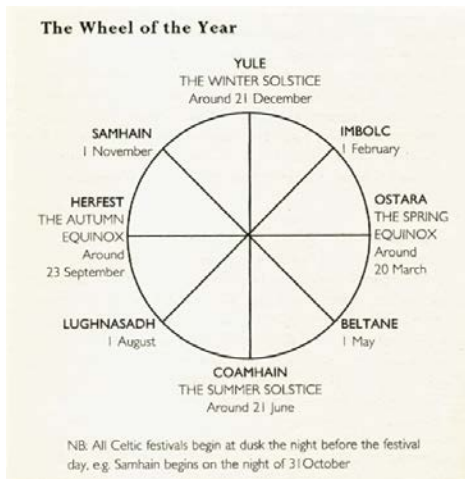 The Wheel of the Year
YULE
THE WINTER SOLSTICE
Around 21 December
SAMHAIN
1 November
IMBOLC
1 February
HERFEST
THE AUTUMN
EQUINOX
Around
23 September
OSTARA
THE SPRING
EQUINOX
Around
20 March
LUGHNASADH
1 August
BELTANE
1 May
COAMHAIN
THE SUMMER SOLSTICE
Around 21 June
NB: All Celtic festivals begin at dusk the night before the festival
day, e.g. Samhain begins on the night of 31October